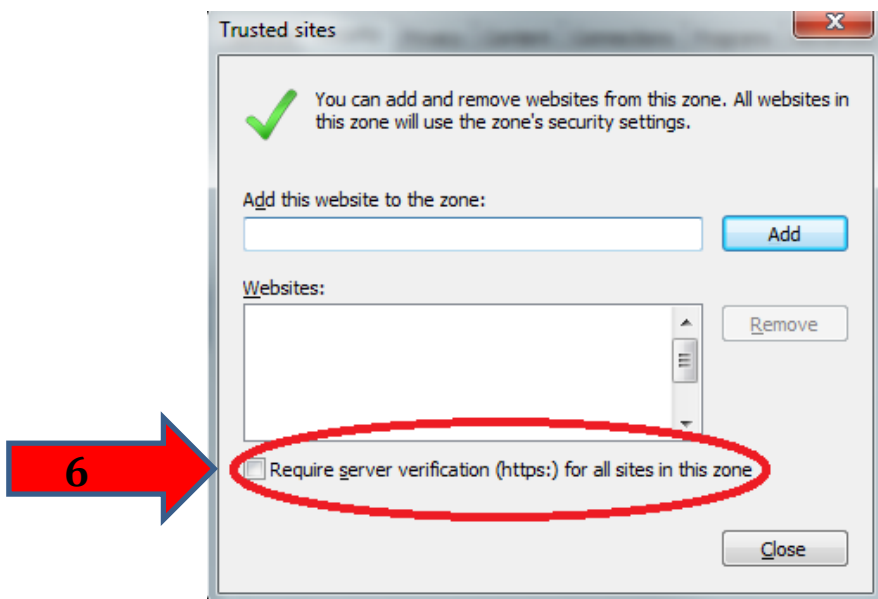 Trusted sites
You can add and remove websites from this zone. All websites in
this zone will use the zone's security settings.
Add this website to the zone:
Add
Websites:
Remove
6
Require server verification (https:) for all sites in this zone
Close